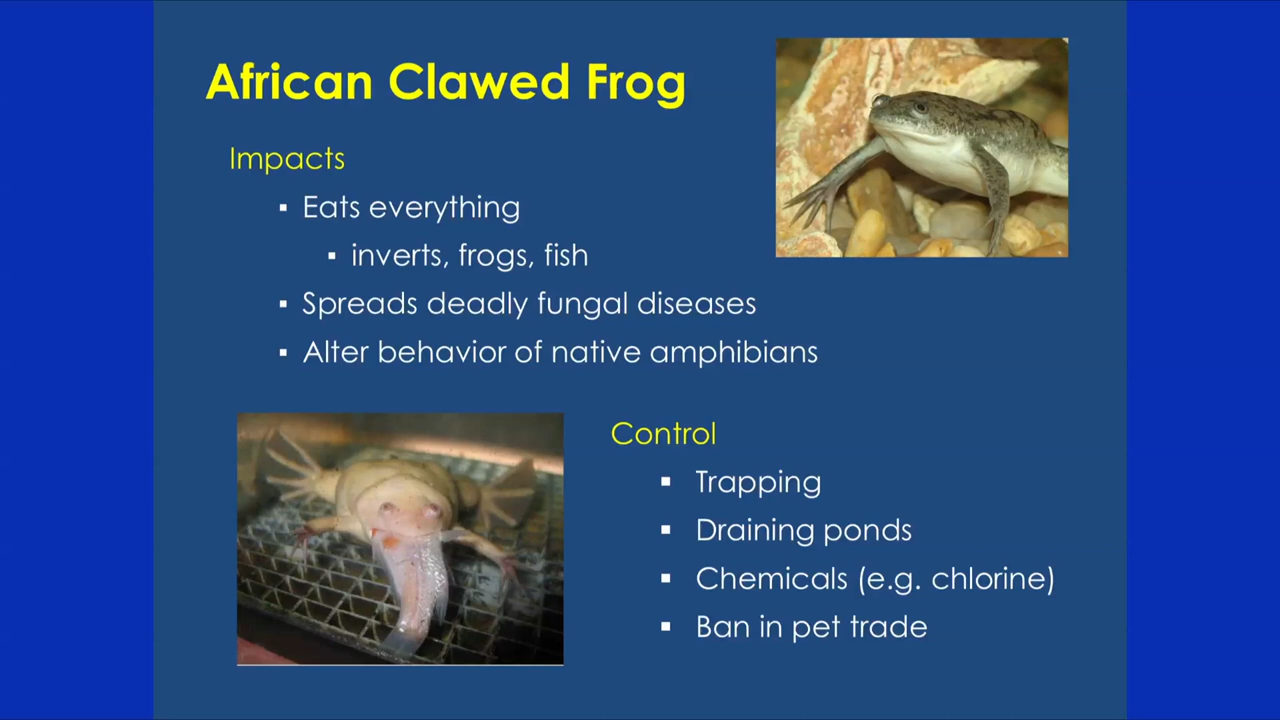 African Clawed Frog
Impacts
▪ Eats everything
▪ inverts, frogs, fish
▪ Spreads deadly fungal diseases
▪ Alter behavior of native amphibians
Control
▪ Trapping
▪ Draining ponds
▪ Chemicals (e.g. chlorine)
▪ Ban in pet trade